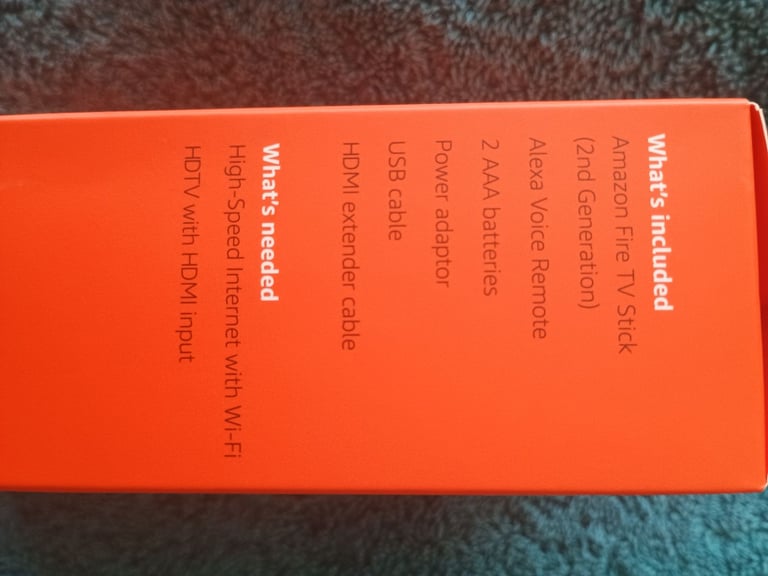 What's included
Amazon Fire TV Stick
(2nd Generation)
Alexa Voice Remote
2 AAA batteries
Power adaptor
USB cable
HDMI extender cable
What's needed
High-Speed Internet with Wi-Fi
HDTV with HDMI input